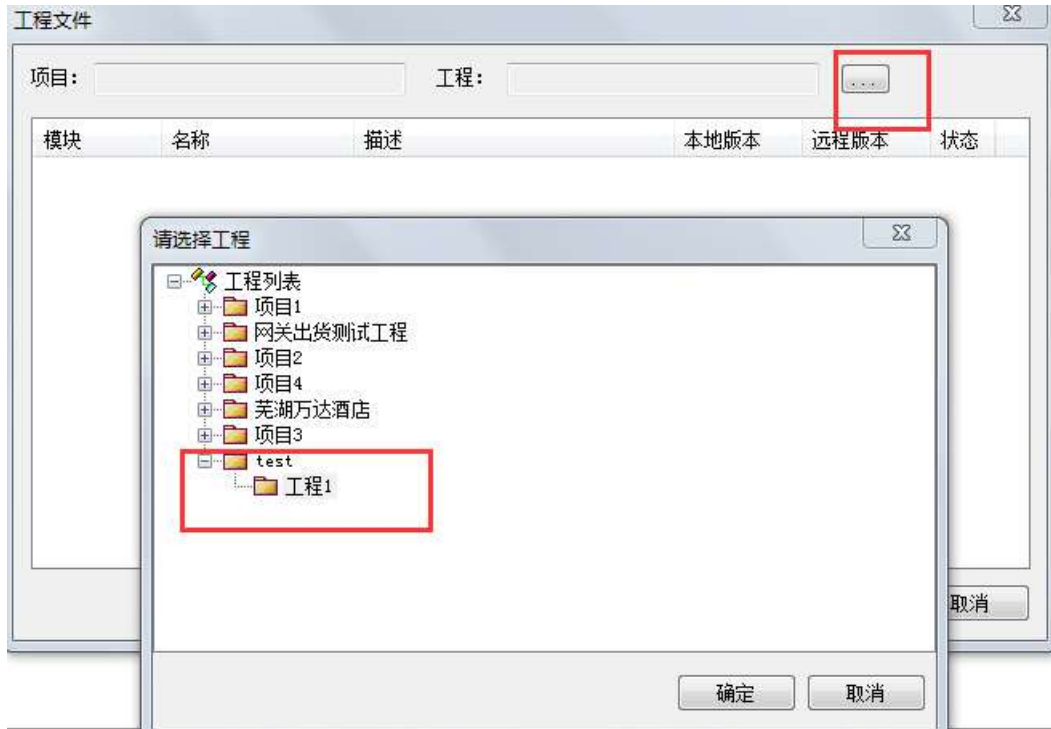 工程文件
项目: 工程: ...
模块 名称 描述 本地版本 远程版本 状态
请选择工程
工程列表
项目1
网关出货测试工程
项目2
项目4
芜湖万达酒店
项目3
test
工程1
取消
确定 取消